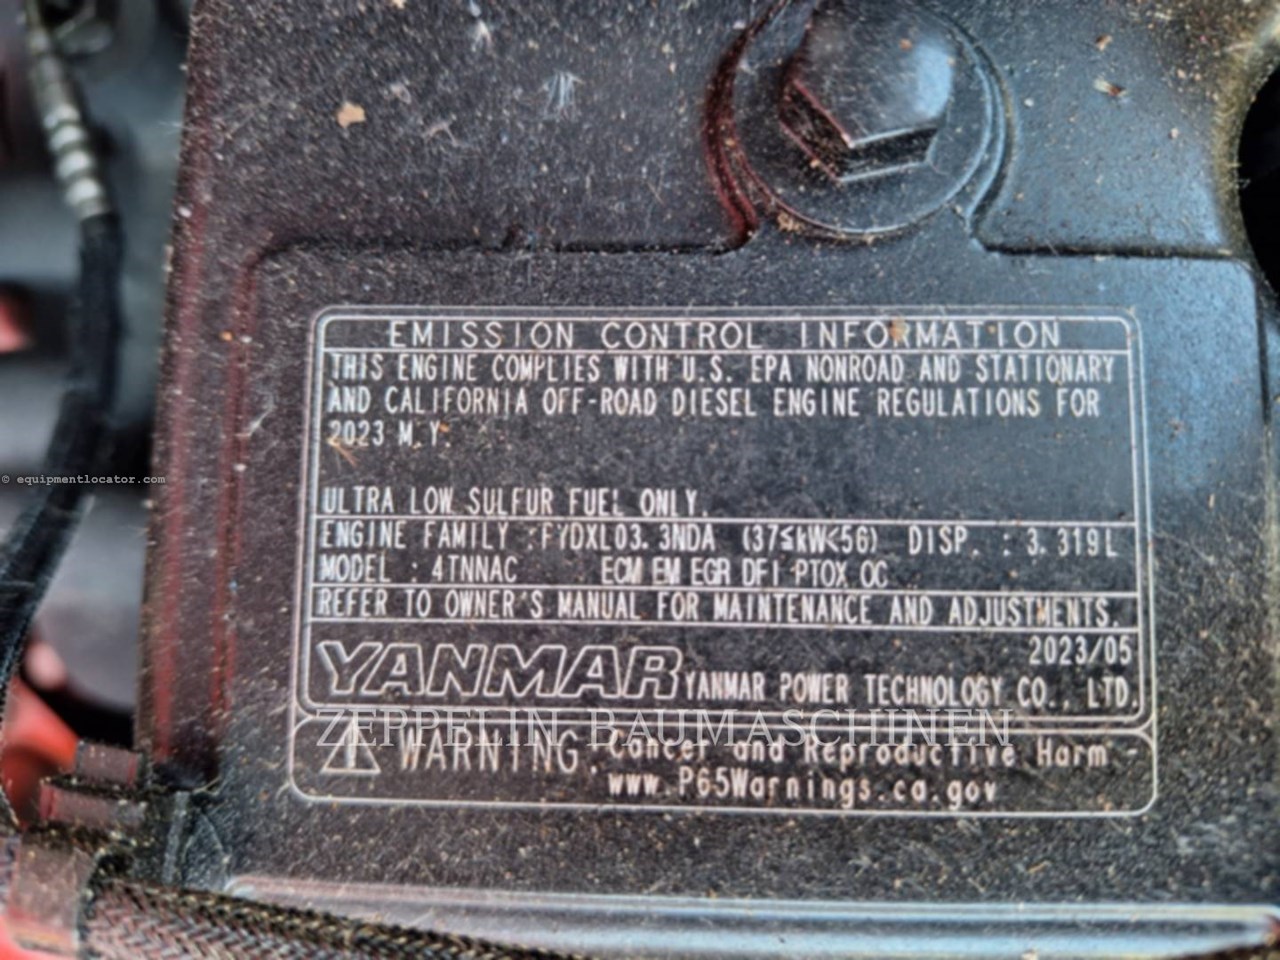 EMISSION CONTROL INFORMATION
THIS ENGINE COMPLIES WITH U.S. EPA NONROAD AND STATIONARY
AND CALIFORNIA OFF-ROAD DIESEL ENGINE REGULATIONS FOR
2023 M.Y.
ULTRA LOW SULFUR FUEL ONLY.
ENGINE FAMILY :FYDXL03.3NDA (37≦kW<56) DISP. : 3.319L
MODEL : 4TNNAC ECM EM EGR DFI PTOX OC
REFER TO OWNER'S MANUAL FOR MAINTENANCE AND ADJUSTMENTS.
2023/05
YANMAR YANMAR POWER TECHNOLOGY CO., LTD.
ZEPPELIN BAUMASCHINEN
WARNING: Cancer and Reproductive Harm -
www.P65Warnings.ca.gov
© equipmentlocator.com